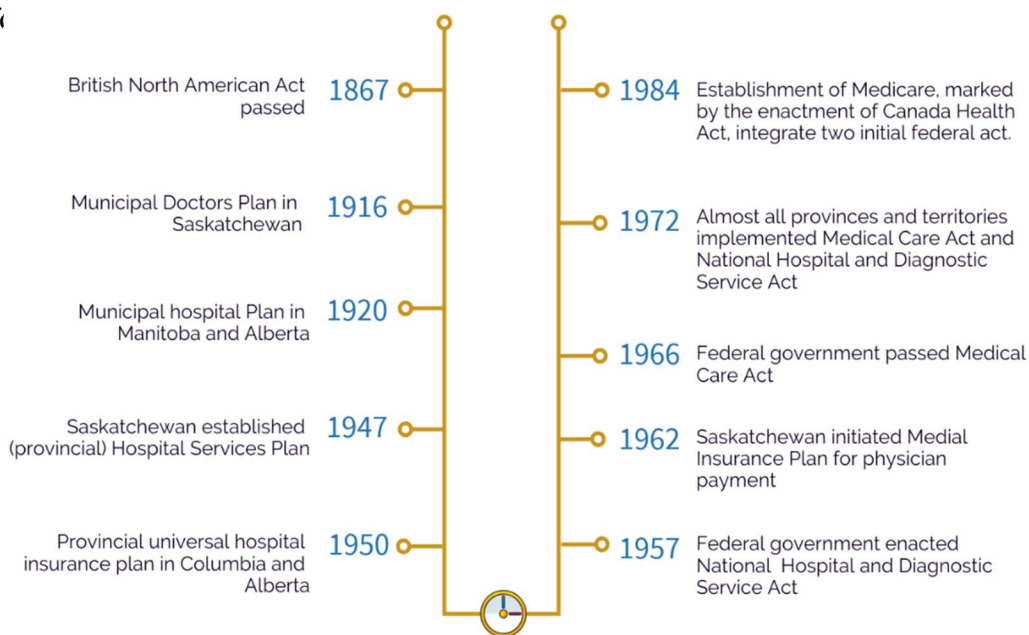 British North American Act
passed
1867
Municipal Doctors Plan in
Saskatchewan
1916
Municipal hospital Plan in
Manitoba and Alberta
1920
Saskatchewan established
(provincial) Hospital Services Plan
1947
Provincial universal hospital
insurance plan in Columbia and
Alberta
1950
1984
Establishment of Medicare, marked
by the enactment of Canada Health
Act, integrate two initial federal act.
1972
Almost all provinces and territories
implemented Medical Care Act and
National Hospital and Diagnostic
Service Act
1966
Federal government passed Medical
Care Act
1962
Saskatchewan initiated Medial
Insurance Plan for physician
payment
1957
Federal government enacted
National Hospital and Diagnostic
Service Act